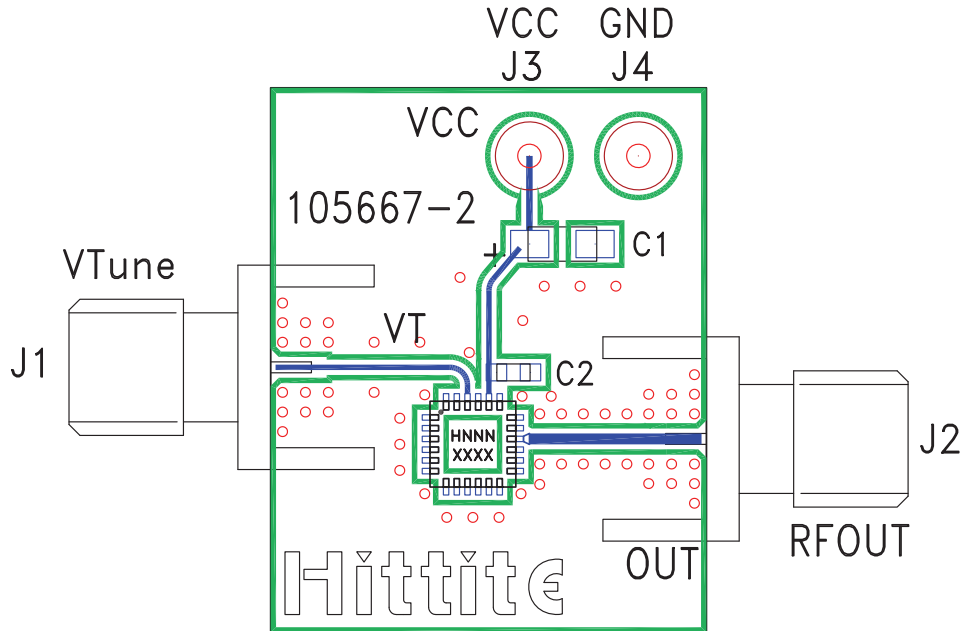 VCC GND
J3 J4
VCC
105667-2
C1
VTune
VT
J1
C2
HNNN
XXXX
J2
RFOUT
OUT
Hittite